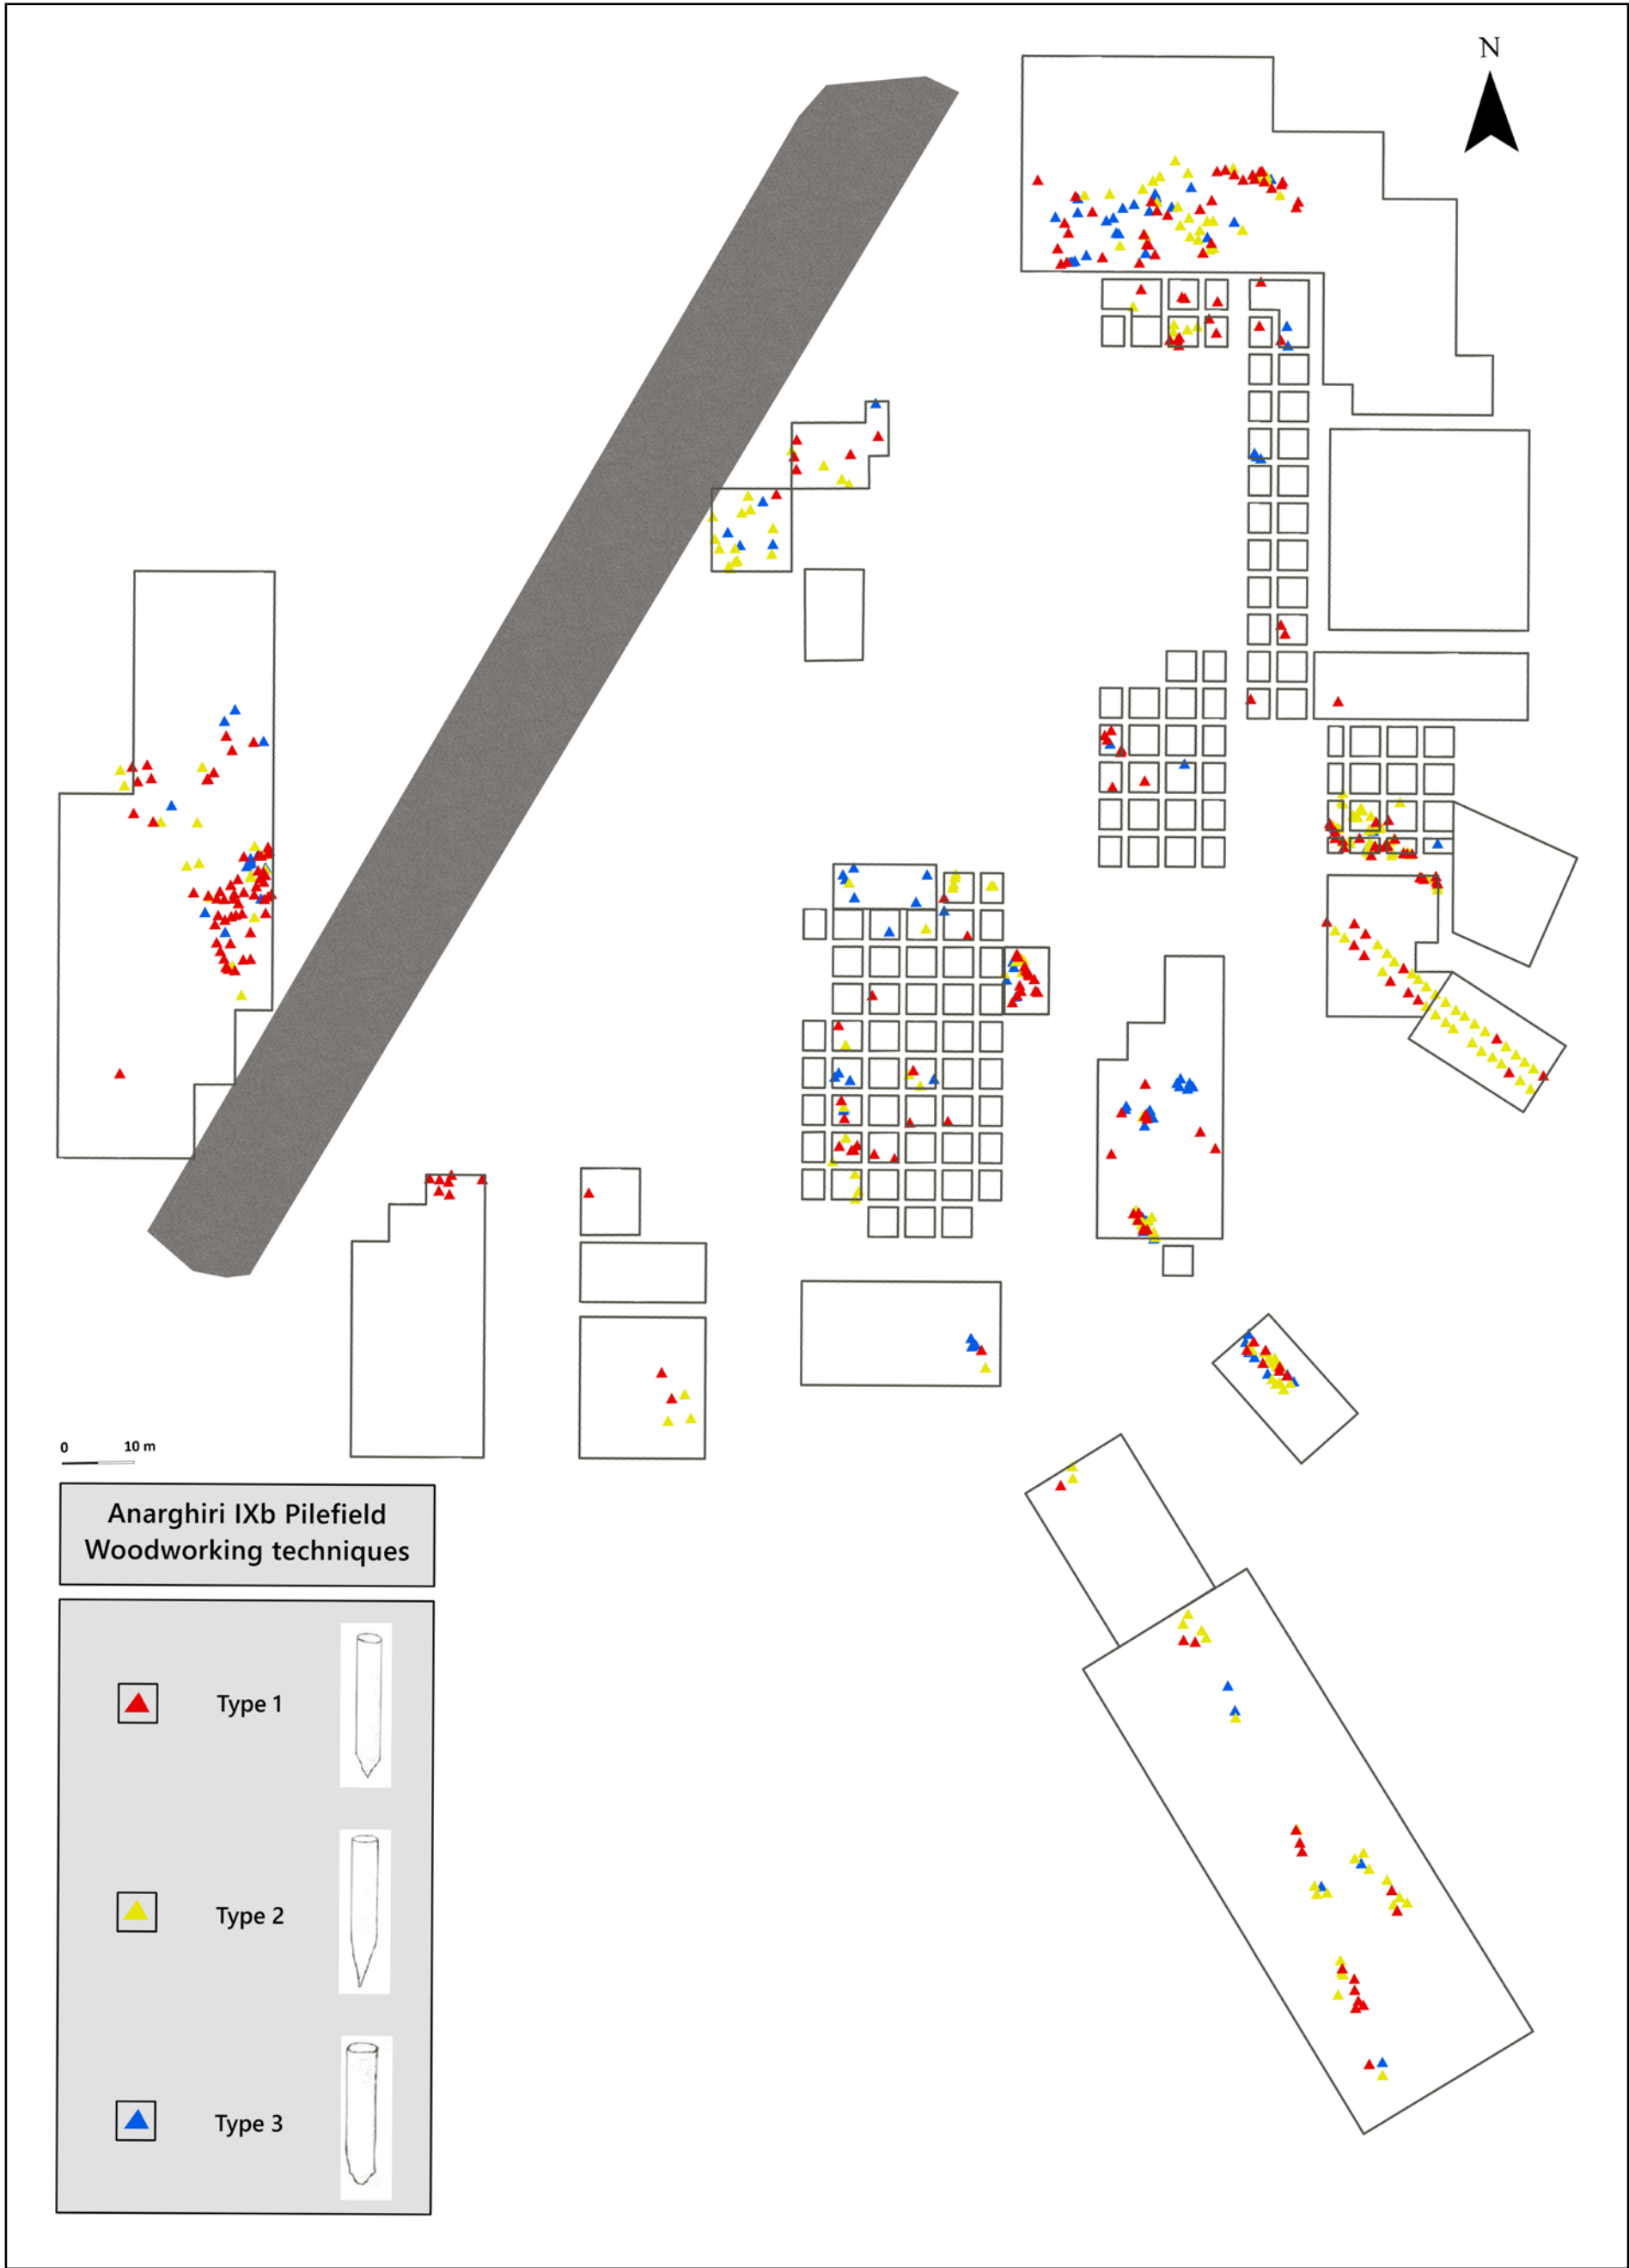 N
0 10 m
Anarghiri IXb Pilefield
Woodworking techniques
Type 1
Type 2
Type 3